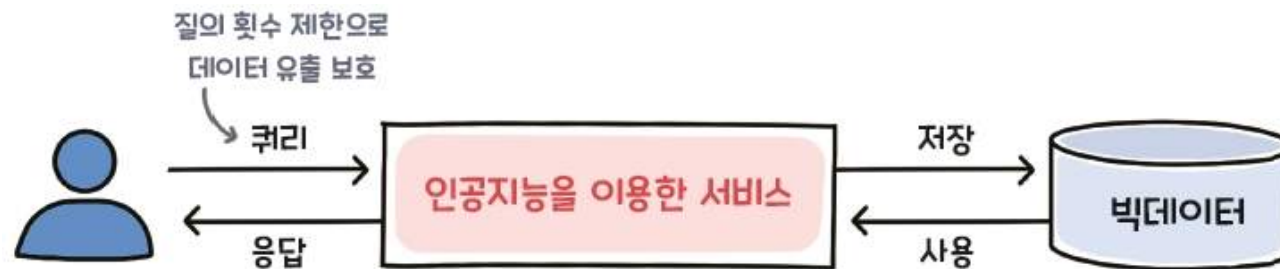 질의 횟수 제한으로
데이터 유출 보호
쿼리
저장
인공지능을 이용한 서비스
빅데이터
응답
사용